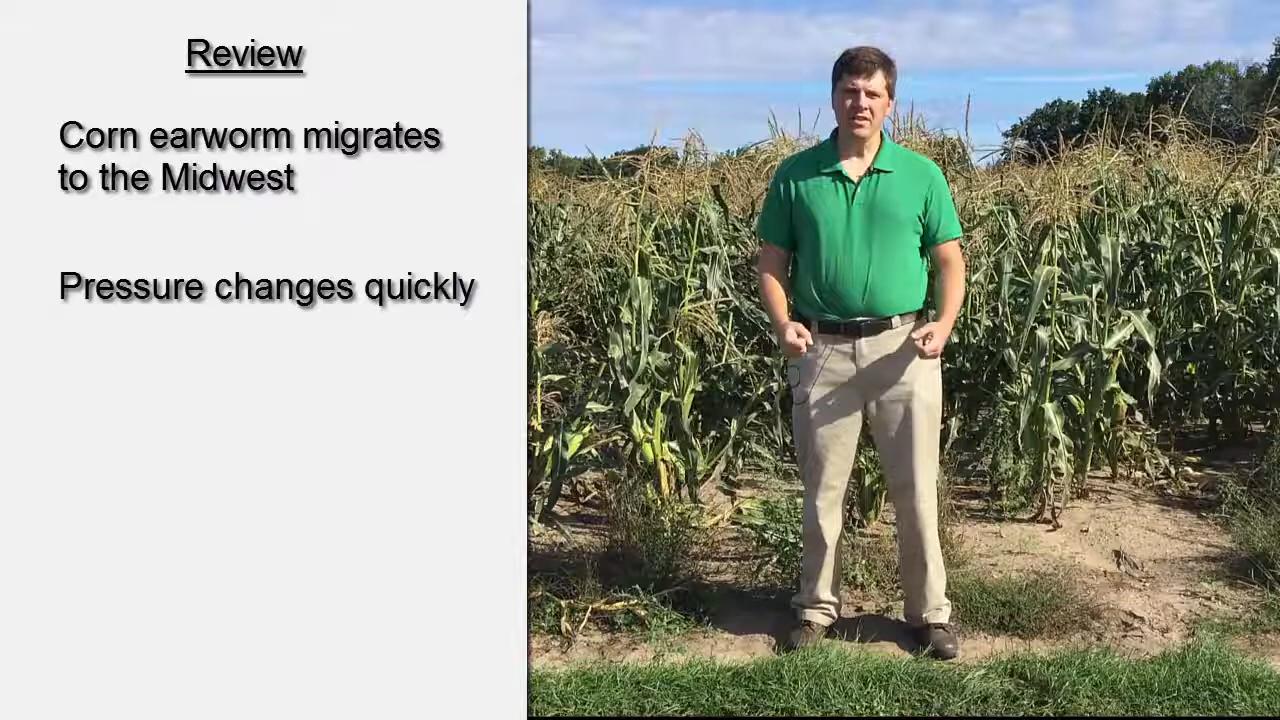 Review
Corn earworm migrates
to the Midwest
Pressure changes quickly